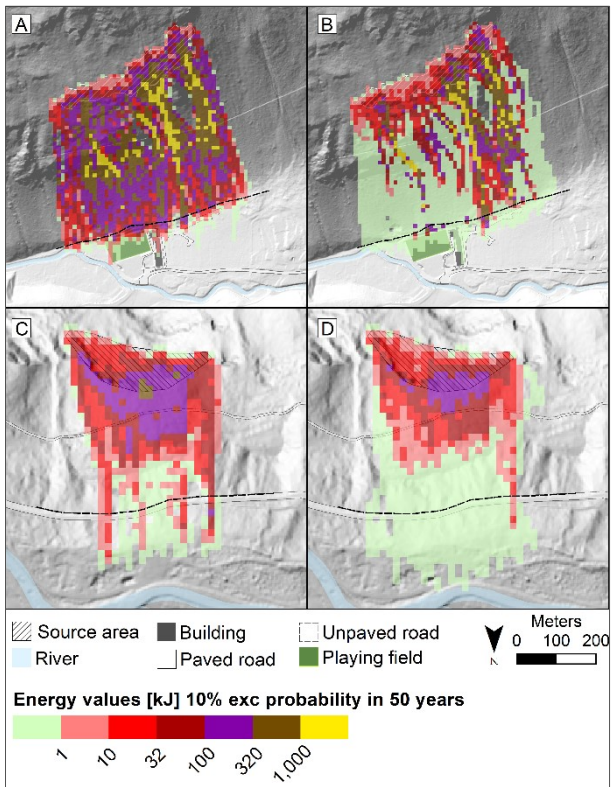 A
B
C
D
Source area
Building
Unpaved road
River
Paved road
Playing field
Meters
0 100 200
N
Energy values [kJ] 10% exc probability in 50 years
1
10
32
100
320
1,000